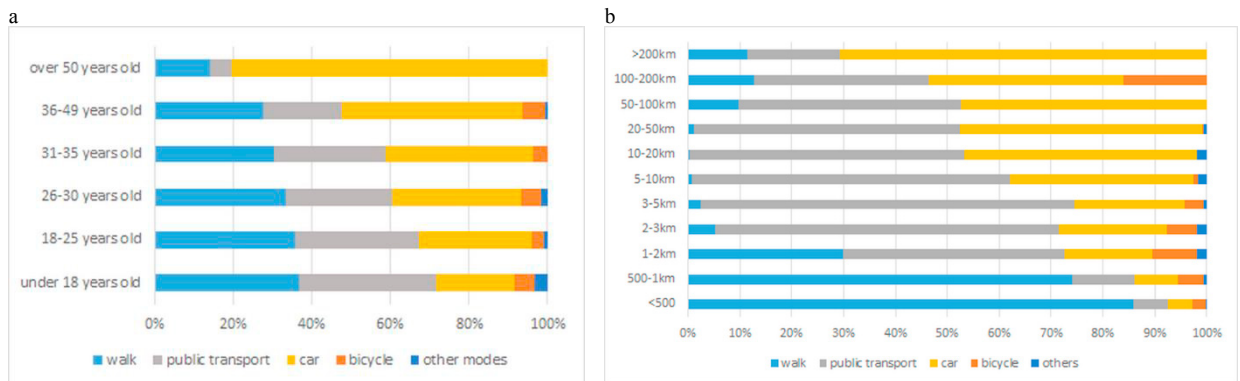 a
over 50 years old
36-49 years old
31-35 years old
26-30 years old
18-25 years old
under 18 years old
0% 20% 40% 60% 80% 100%
walk public transport car bicycle other modes
b
>200km
100-200km
50-100km
20-50km
10-20km
5-10km
3-5km
2-3km
1-2km
500-1km
<500
0% 10% 20% 30% 40% 50% 60% 70% 80% 90% 100%
walk public transport car bicycle others